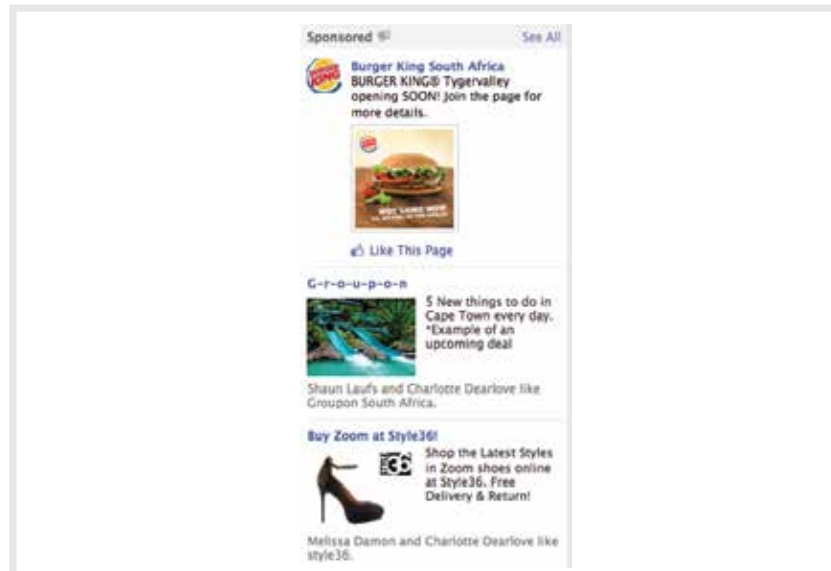 Sponsored
See All
BURGER
KING
Burger King South Africa
BURGER KING® Tygervalley
opening SOON! Join the page for
more details.
Like This Page
G-r-o-u-p-o-n
5 New things to do in
Cape Town every day.
*Example of an
upcoming deal
Shaun Laufs and Charlotte Dearlove like
Groupon South Africa.
Buy Zoom at Style36!
Shop the Latest Styles
in Zoom shoes online
at Style36. Free
Delivery & Return!
Melissa Damon and Charlotte Dearlove like
style36.